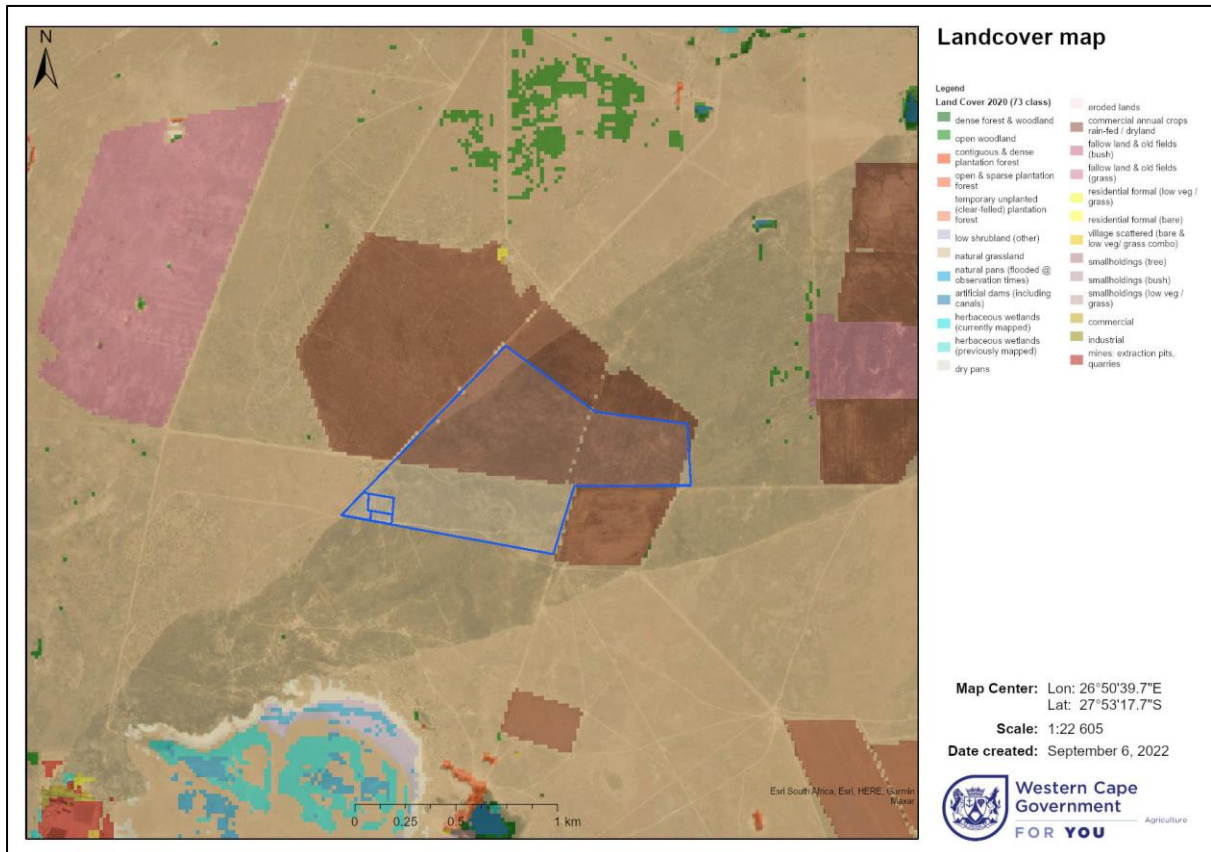 N
Landcover map
Legend
Land Cover 2020 (73 class)
dense forest & woodland
open woodland
contiguous & dense
plantation forest
open & sparse plantation
forest
temporary unplanted
(clear-felled) plantation
forest
low shrubland (other)
natural grassland
natural pans (flooded @
observation times)
artificial dams (including
canals)
herbaceous wetlands
(currently mapped)
herbaceous wetlands
(previously mapped)
dry pans
eroded lands
commercial annual crops
rain-fed / dryland
fallow land & old fields
(bush)
fallow land & old fields
(grass)
residential formal (low veg /
grass)
residential formal (bare)
village scattered (bare &
low veg/ grass combo)
smallholdings (tree)
smallholdings (bush)
smallholdings (low veg /
grass)
commercial
industrial
mines: extraction pits,
quarries
Map Center: Lon: 26°50'39.7"E
Lat: 27°53'17.7"S
Scale: 1:22 605
Date created: September 6, 2022
Esri South Africa, Esri, HERE, Garmin
Maxar
0 0.25 0.5 1 km
Western Cape
Government
Agriculture
FOR YOU